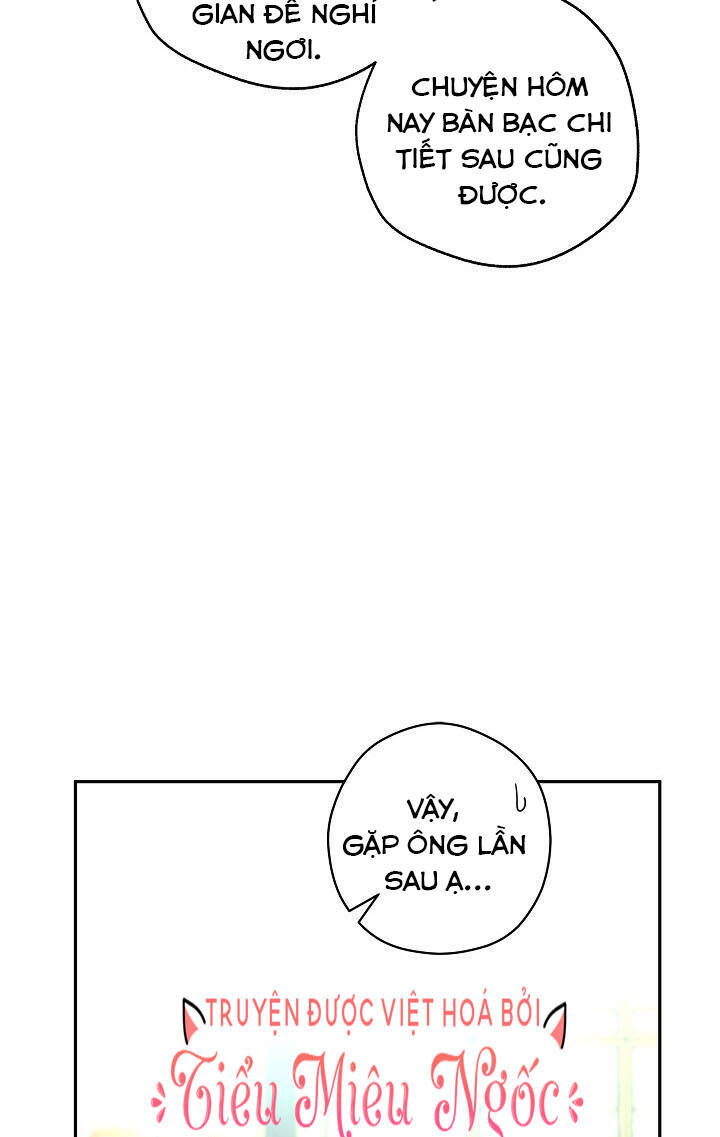 GIAN ĐỂ NGHỈ
NGƠI.
CHUYỆN HÔM
NAY BÀN BẠC CHI
TIẾT SAU CŨNG
ĐƯỢC.
VẬY,
GẶP ÔNG LẦN
SAU Ạ...
TRUYỆN ĐƯỢC VIỆT HOÁ BỞI
TIỂU MIÊU NGỐC